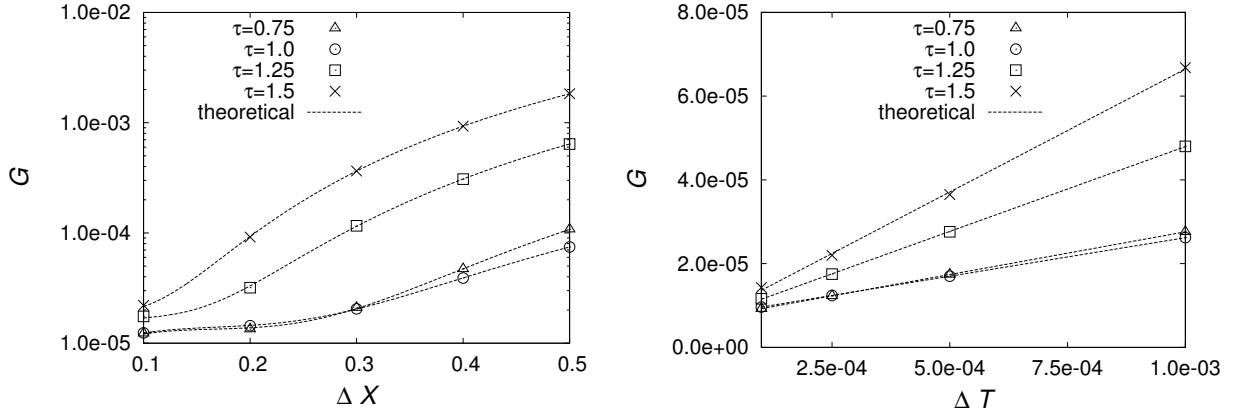 1.0e-02
1.0e-03
1.0e-04
1.0e-05
G
τ=0.75
τ=1.0
τ=1.25
τ=1.5
theoretical
0.1 0.2 0.3 0.4 0.5
Δ X
8.0e-05
6.0e-05
4.0e-05
2.0e-05
0.0e+00
G
τ=0.75
τ=1.0
τ=1.25
τ=1.5
theoretical
2.5e-04 5.0e-04 7.5e-04 1.0e-03
Δ T